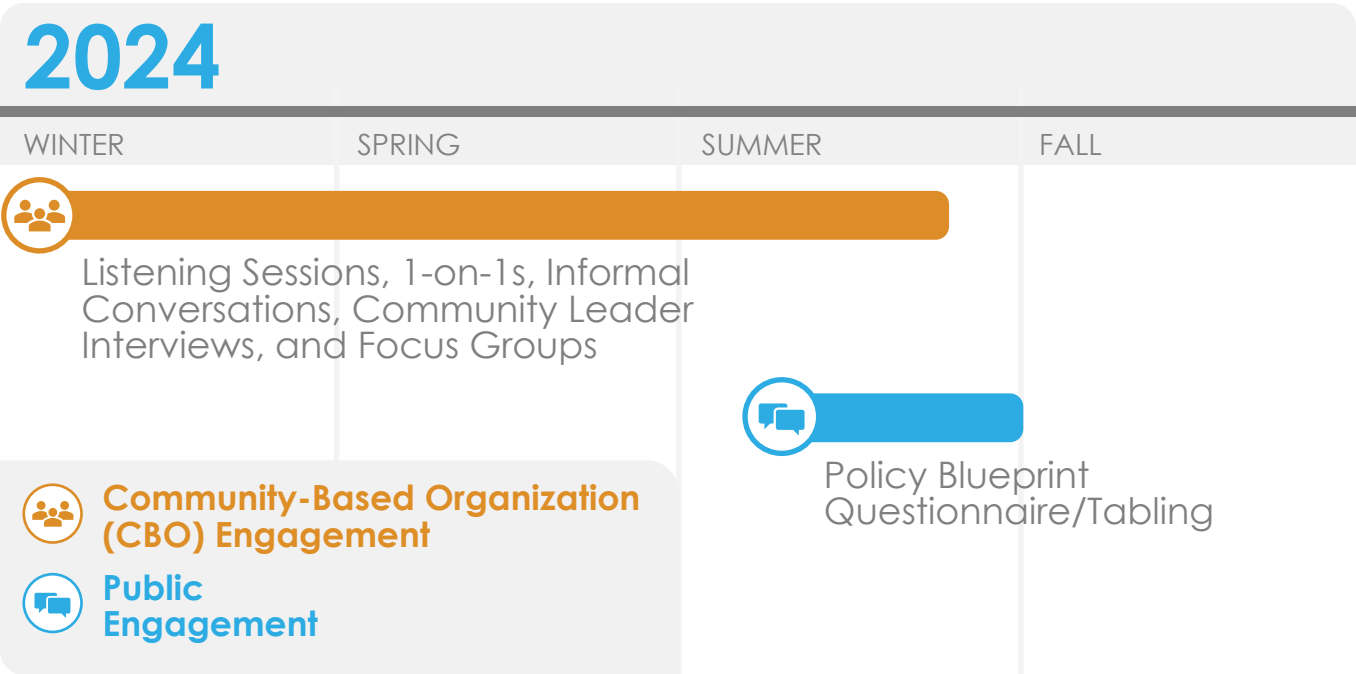 2024
WINTER
SPRING
SUMMER
FALL
Listening Sessions, 1-on-1s, Informal
Conversations, Community Leader
Interviews, and Focus Groups
Policy Blueprint
Questionnaire/Tabling
Community-Based Organization
(CBO) Engagement
Public
Engagement